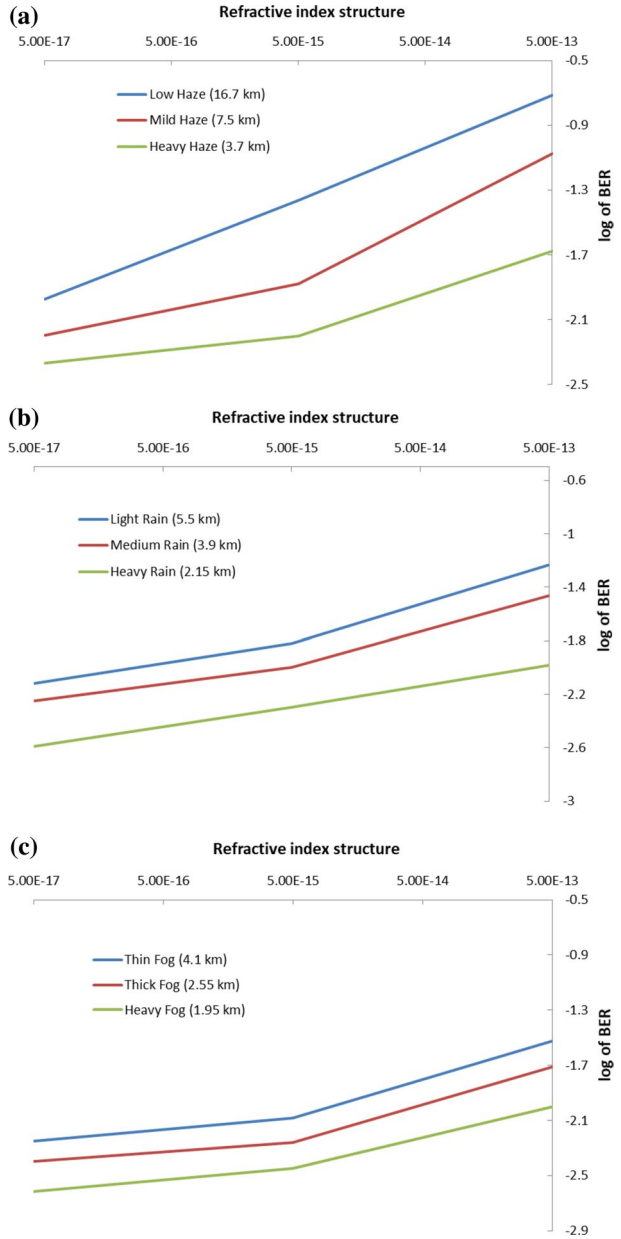 (a)
Refractive index structure
5.00E-17 5.00E-16 5.00E-15 5.00E-14 5.00E-13
-0.5
Low Haze (16.7 km)
Mild Haze (7.5 km)
Heavy Haze (3.7 km)
-0.9
-1.3
-1.7
-2.1
-2.5
log of BER
(b)
Refractive index structure
5.00E-17 5.00E-16 5.00E-15 5.00E-14 5.00E-13
-0.6
Light Rain (5.5 km)
Medium Rain (3.9 km)
Heavy Rain (2.15 km)
-1
-1.4
-1.8
-2.2
-2.6
-3
log of BER
(c)
Refractive index structure
5.00E-17 5.00E-16 5.00E-15 5.00E-14 5.00E-13
-0.5
-0.9
Thin Fog (4.1 km)
Thick Fog (2.55 km)
Heavy Fog (1.95 km)
-1.3
-1.7
-2.1
-2.5
-2.9
log of BER